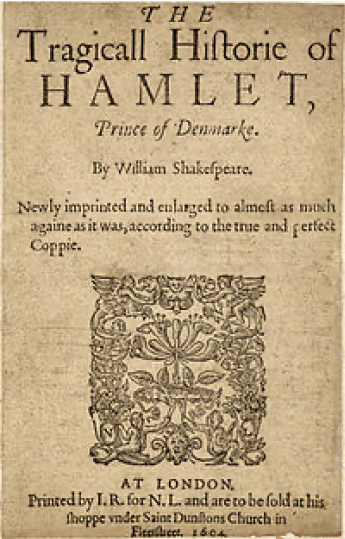 THE
Tragicall Hiſtorie of
HAMLET,
Prince of Denmarke.
By William Shakeſpeare.
Newly imprinted and enlarged to almoſt as much
againe as it was, according to the true and perfect
Coppie.
AT LONDON,
Printed by I. R. for N. L. and are to be ſold at his
ſhoppe vnder Saint Dunſtons Church in
Fleetſtreet. 1604.